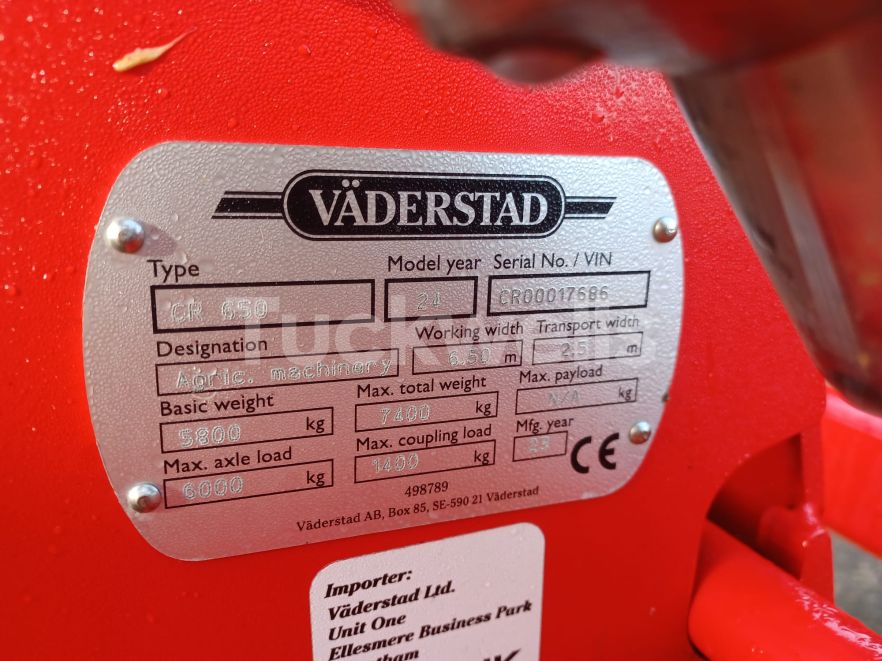 VÄDERSTAD
Type Model year Serial No. / VIN
CR 650 24 CR00017686
Tuckwells
Designation Working width Transport width
Agric. machinery 6,50 m 2,5 m
Basic weight Max. total weight Max. payload
5800 kg 7400 kg N/A kg
Max. axle load Max. coupling load Mfg. year
6000 kg 1400 kg 23 CE
498789
Väderstad AB, Box 85, SE-590 21 Väderstad
Importer:
Väderstad Ltd.
Unit One
Ellesmere Business Park